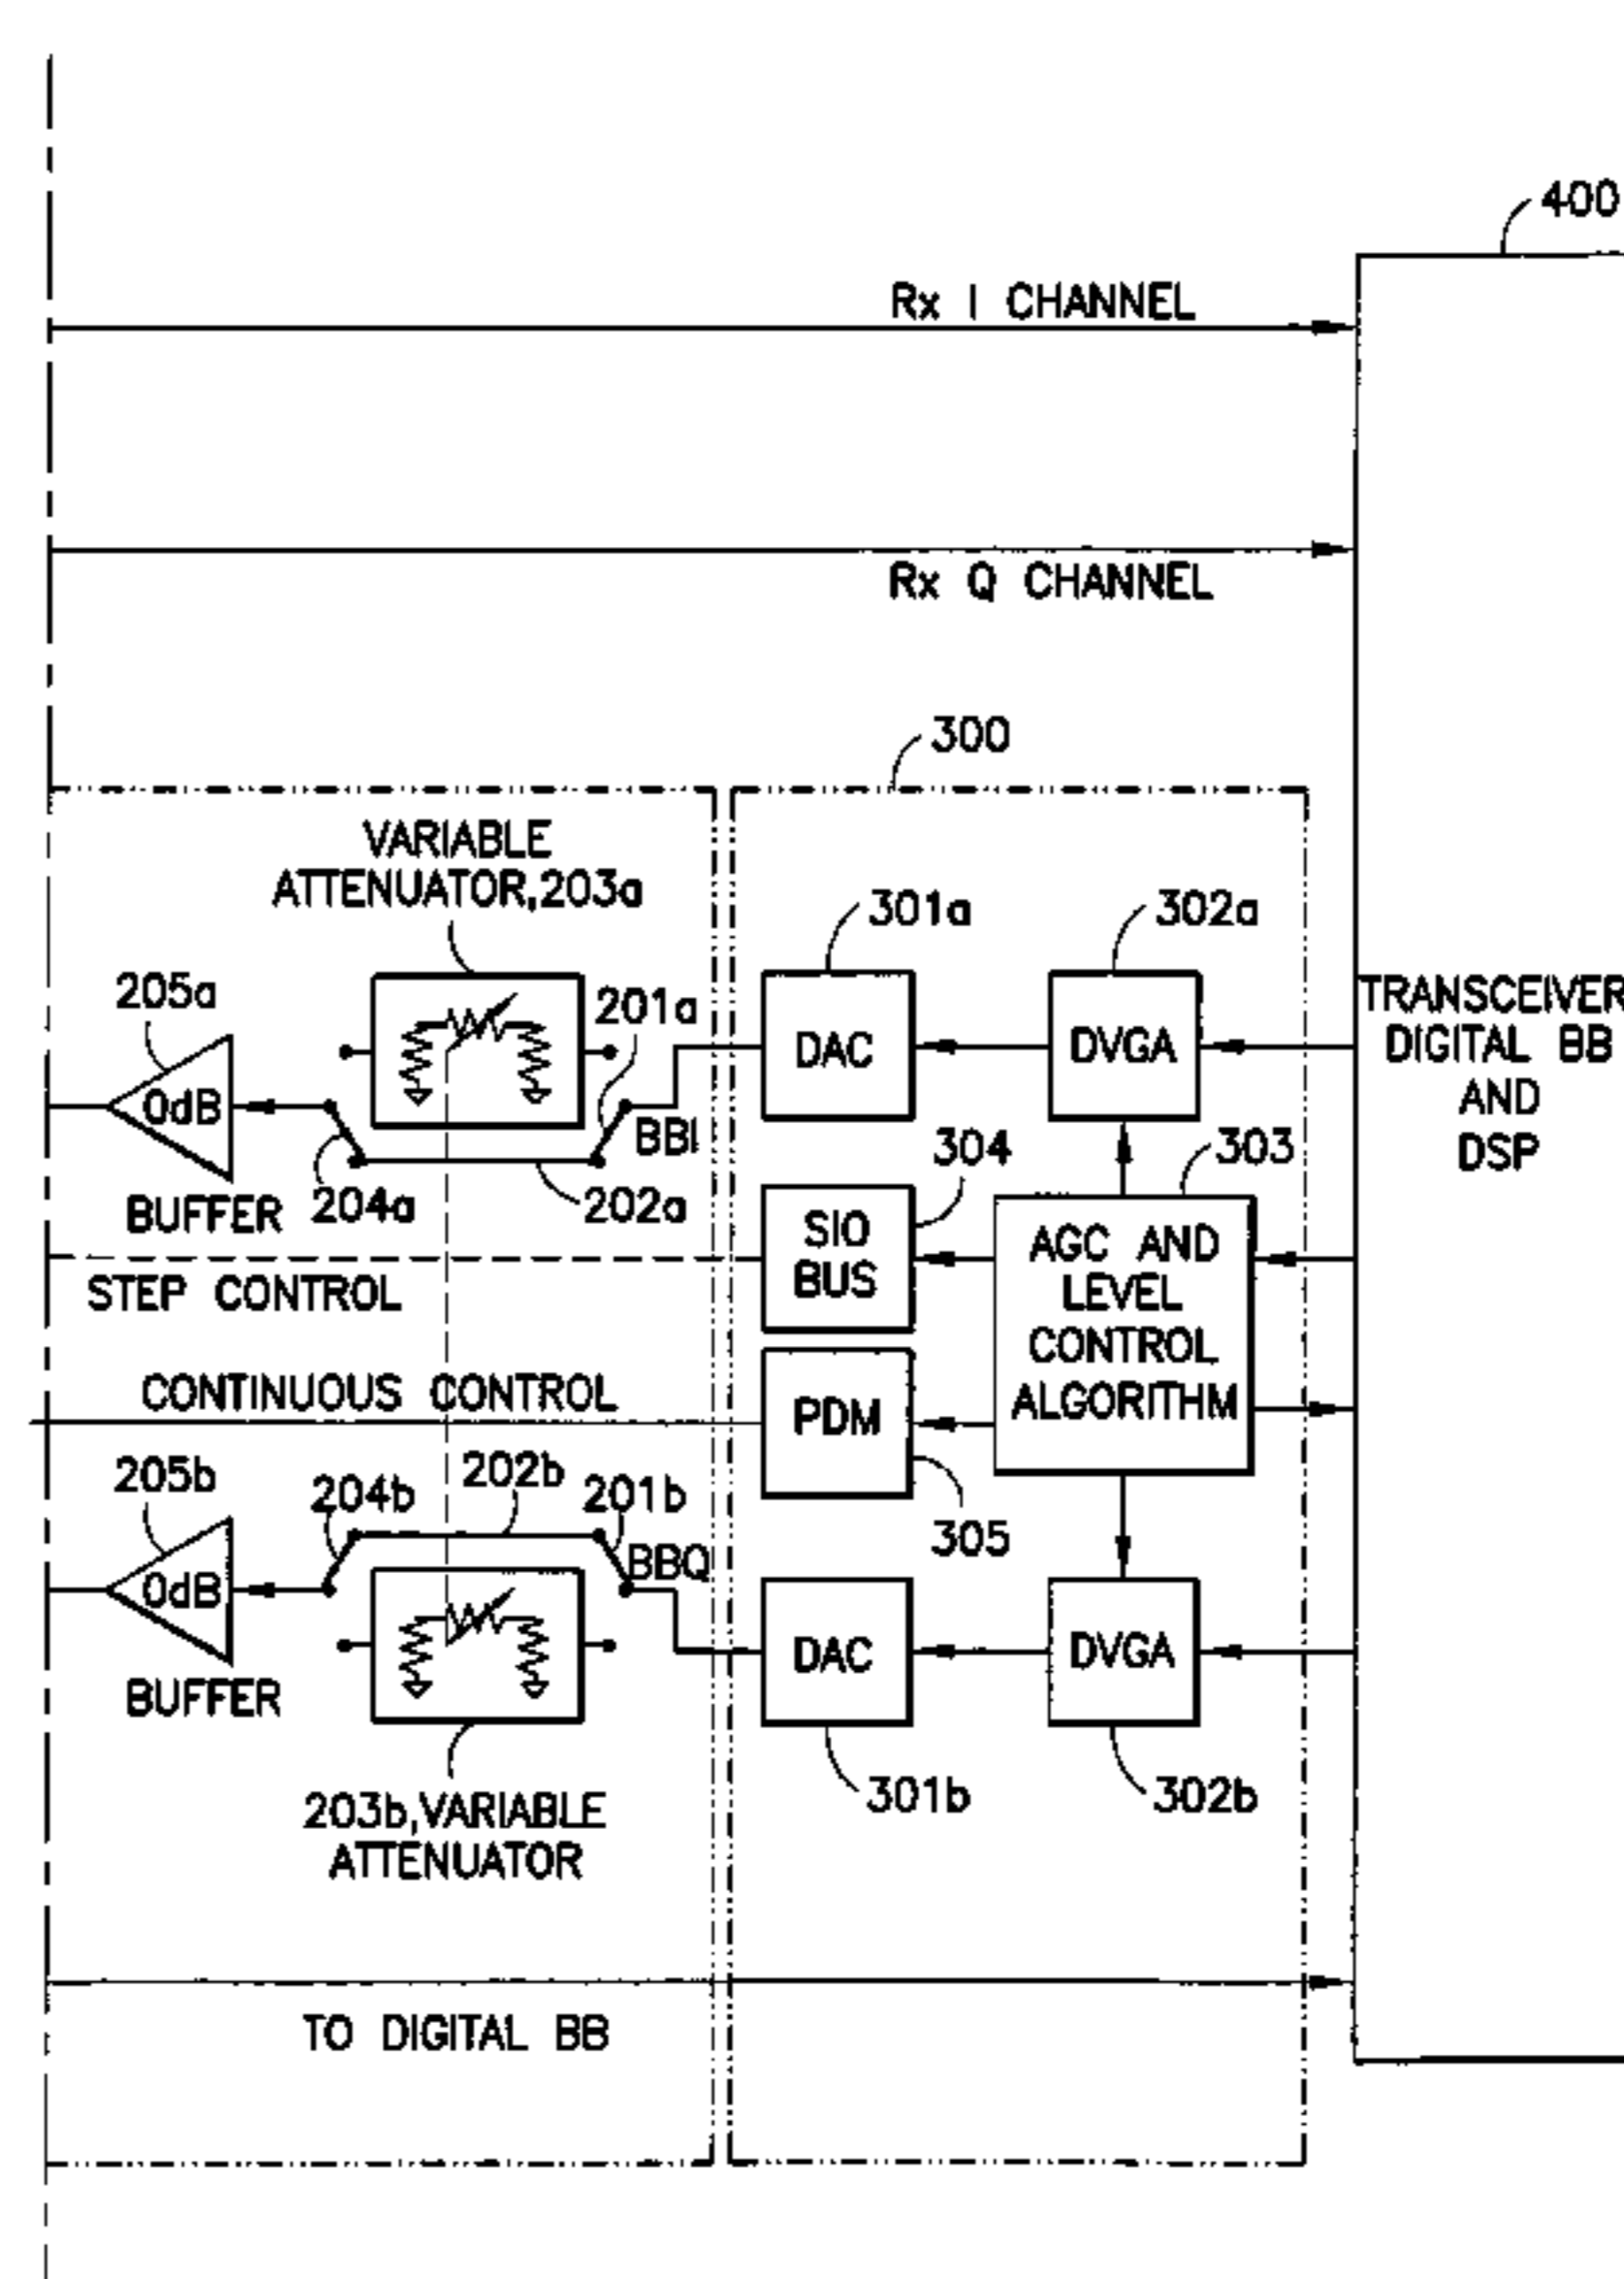 400
Rx I CHANNEL
Rx Q CHANNEL
300
VARIABLE
ATTENUATOR,203a
301a
302a
205a
201a
TRANSCEIVER
DIGITAL BB
AND
DSP
DAC
DVGA
0dB
BBI
BUFFER
204a
202a
304
303
SIO
BUS
AGC AND
LEVEL
CONTROL
ALGORITHM
STEP CONTROL
CONTINUOUS CONTROL
PDM
205b
204b
202b
201b
305
BBQ
0dB
DAC
DVGA
BUFFER
301b
302b
203b,VARIABLE
ATTENUATOR
TO DIGITAL BB